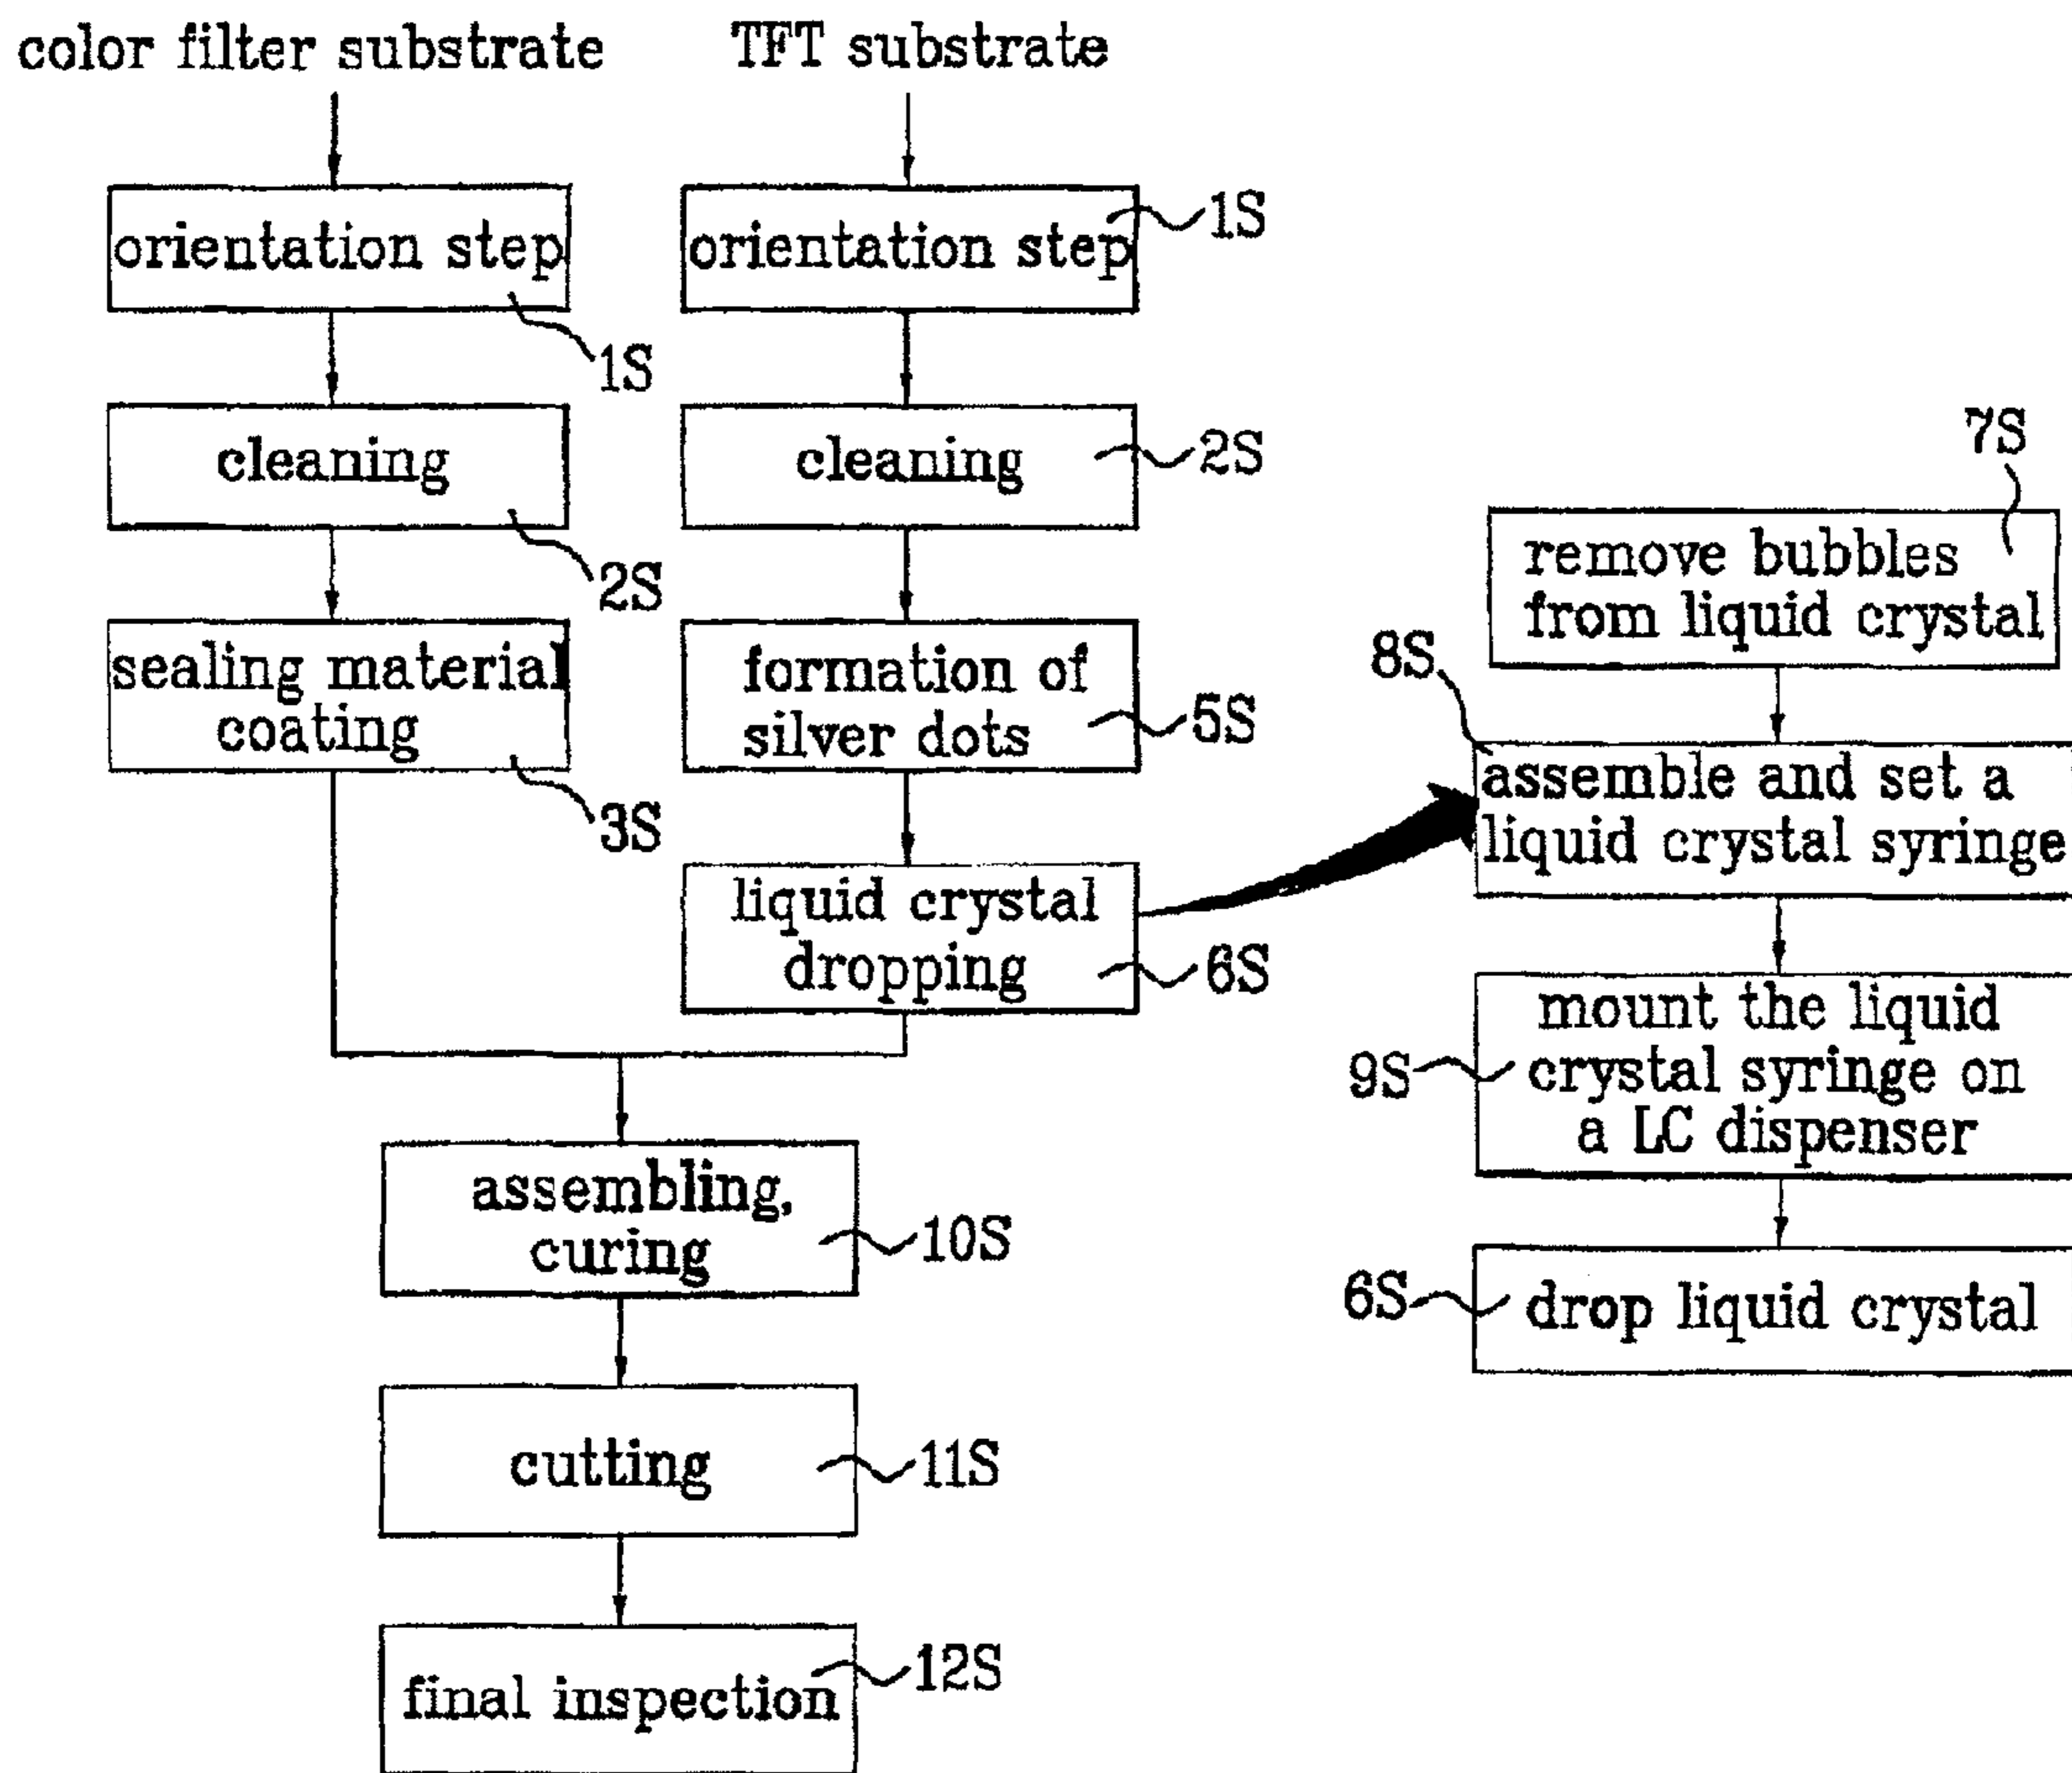 color filter substrate
TFT substrate
orientation step
1S
orientation step
1S
cleaning
2S
cleaning
2S
sealing material
coating
3S
formation of
silver dots
5S
liquid crystal
dropping
6S
assembling,
curing
10S
cutting
11S
final inspection
12S
7S
remove bubbles
from liquid crystal
8S
assemble and set a
liquid crystal syringe
9S
mount the liquid
crystal syringe on
a LC dispenser
6S
drop liquid crystal